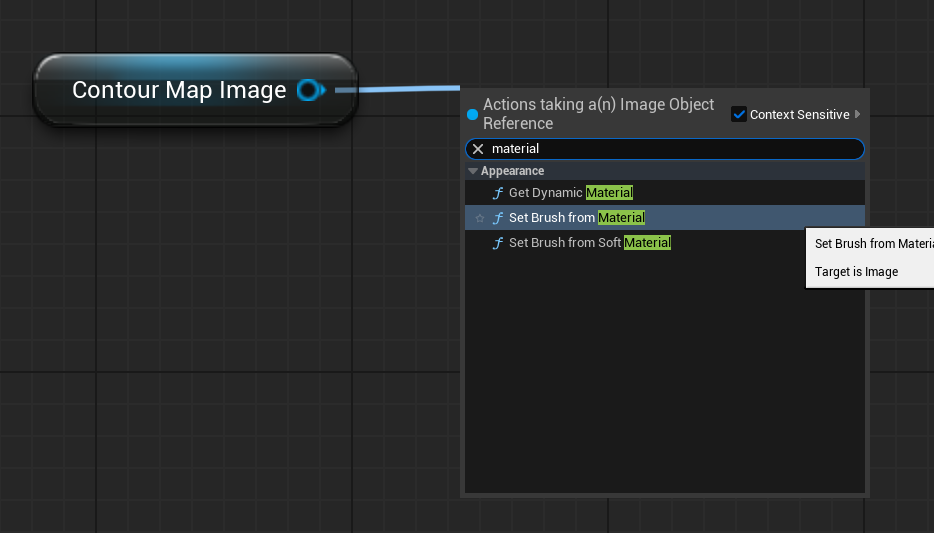 Contour Map Image
Actions taking a(n) Image Object
Reference
Context Sensitive
material
Appearance
Get Dynamic Material
Set Brush from Material
Set Brush from Soft Material
Set Brush from Materia
Target is Image